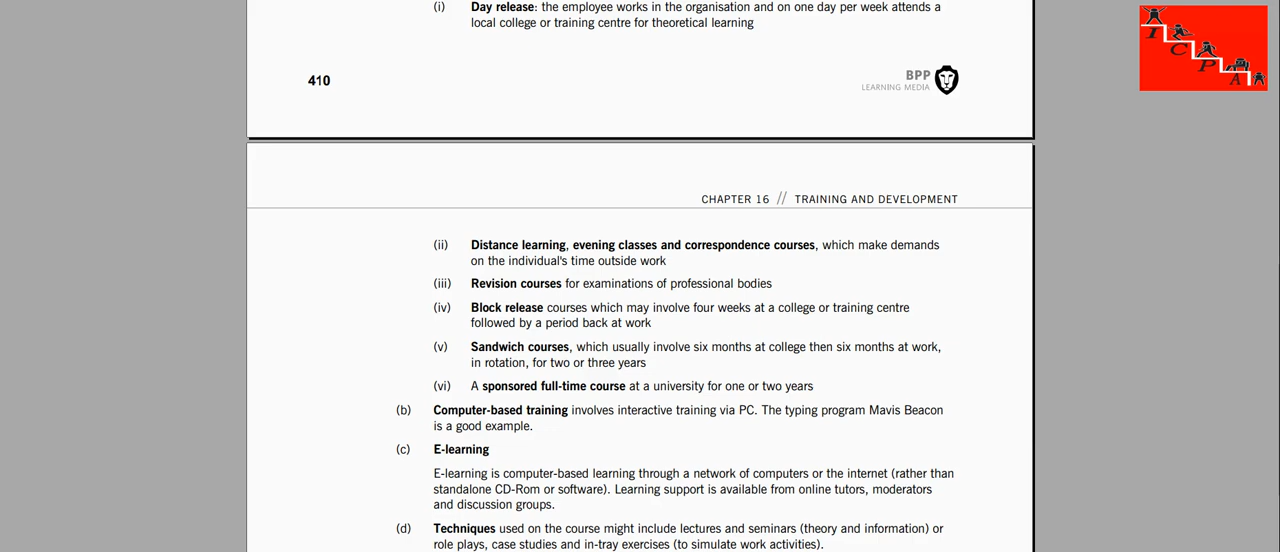 (i) Day release: the employee works in the organisation and on one day per week attends a
local college or training centre for theoretical learning
I
C
P
A
410
BPP
LEARNING MEDIA
CHAPTER 16 // TRAINING AND DEVELOPMENT
(ii) Distance learning, evening classes and correspondence courses, which make demands
on the individual's time outside work
(iii) Revision courses for examinations of professional bodies
(iv) Block release courses which may involve four weeks at a college or training centre
followed by a period back at work
(v) Sandwich courses, which usually involve six months at college then six months at work,
in rotation, for two or three years
(vi) A sponsored full-time course at a university for one or two years
(b) Computer-based training involves interactive training via PC. The typing program Mavis Beacon
is a good example.
(c) E-learning
E-learning is computer-based learning through a network of computers or the internet (rather than
standalone CD-Rom or software). Learning support is available from online tutors, moderators
and discussion groups.
(d) Techniques used on the course might include lectures and seminars (theory and information) or
role plays, case studies and in-tray exercises (to simulate work activities).